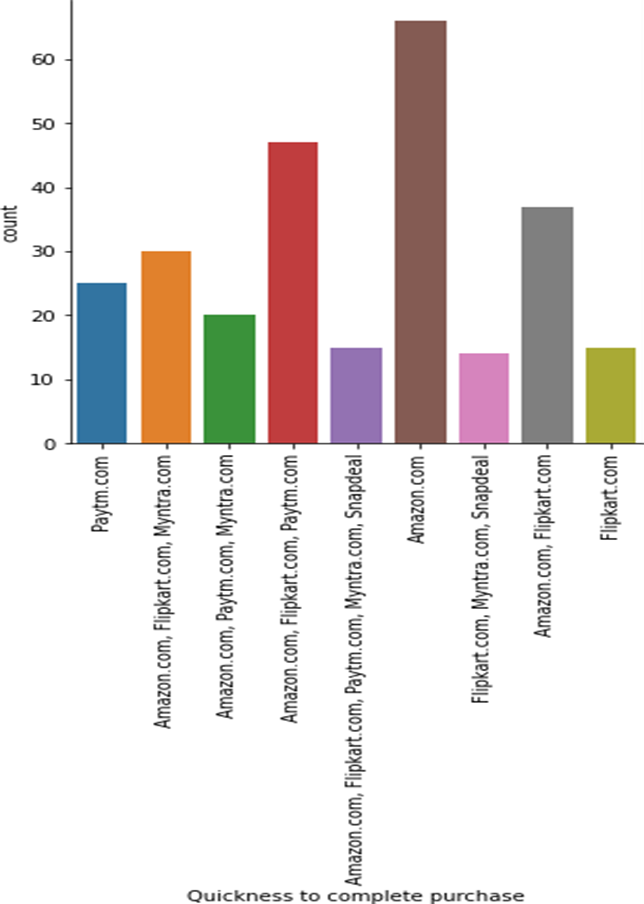 60
50
40
30
20
10
0
count
Paytm.com
Amazon.com, Flipkart.com, Myntra.com
Amazon.com, Paytm.com, Myntra.com
Amazon.com, Flipkart.com, Paytm.com
Amazon.com, Flipkart.com, Paytm.com, Myntra.com, Snapdeal
Amazon.com
Flipkart.com, Myntra.com, Snapdeal
Amazon.com, Flipkart.com
Flipkart.com
Quickness to complete purchase